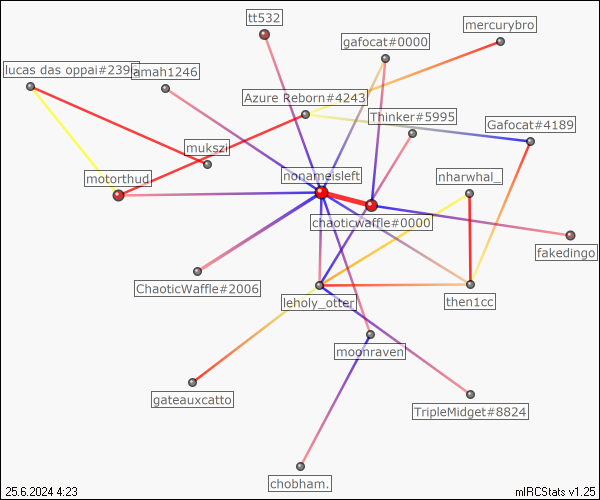 tt532
mercurybro
gafocat#0000
lucas das oppai#239
amah1246
Azure Reborn#4243
Thinker#5995
Gafocat#4189
mukszi
motorthud
nonameisleft
nharwhal_
chaoticwaffle#0000
fakedingo
ChaoticWaffle#2006
leholy_otter
then1cc
moonraven
gateauxcatto
TripleMidget#8824
chobham.
25.6.2024 4:23
mIRCStats v1.25